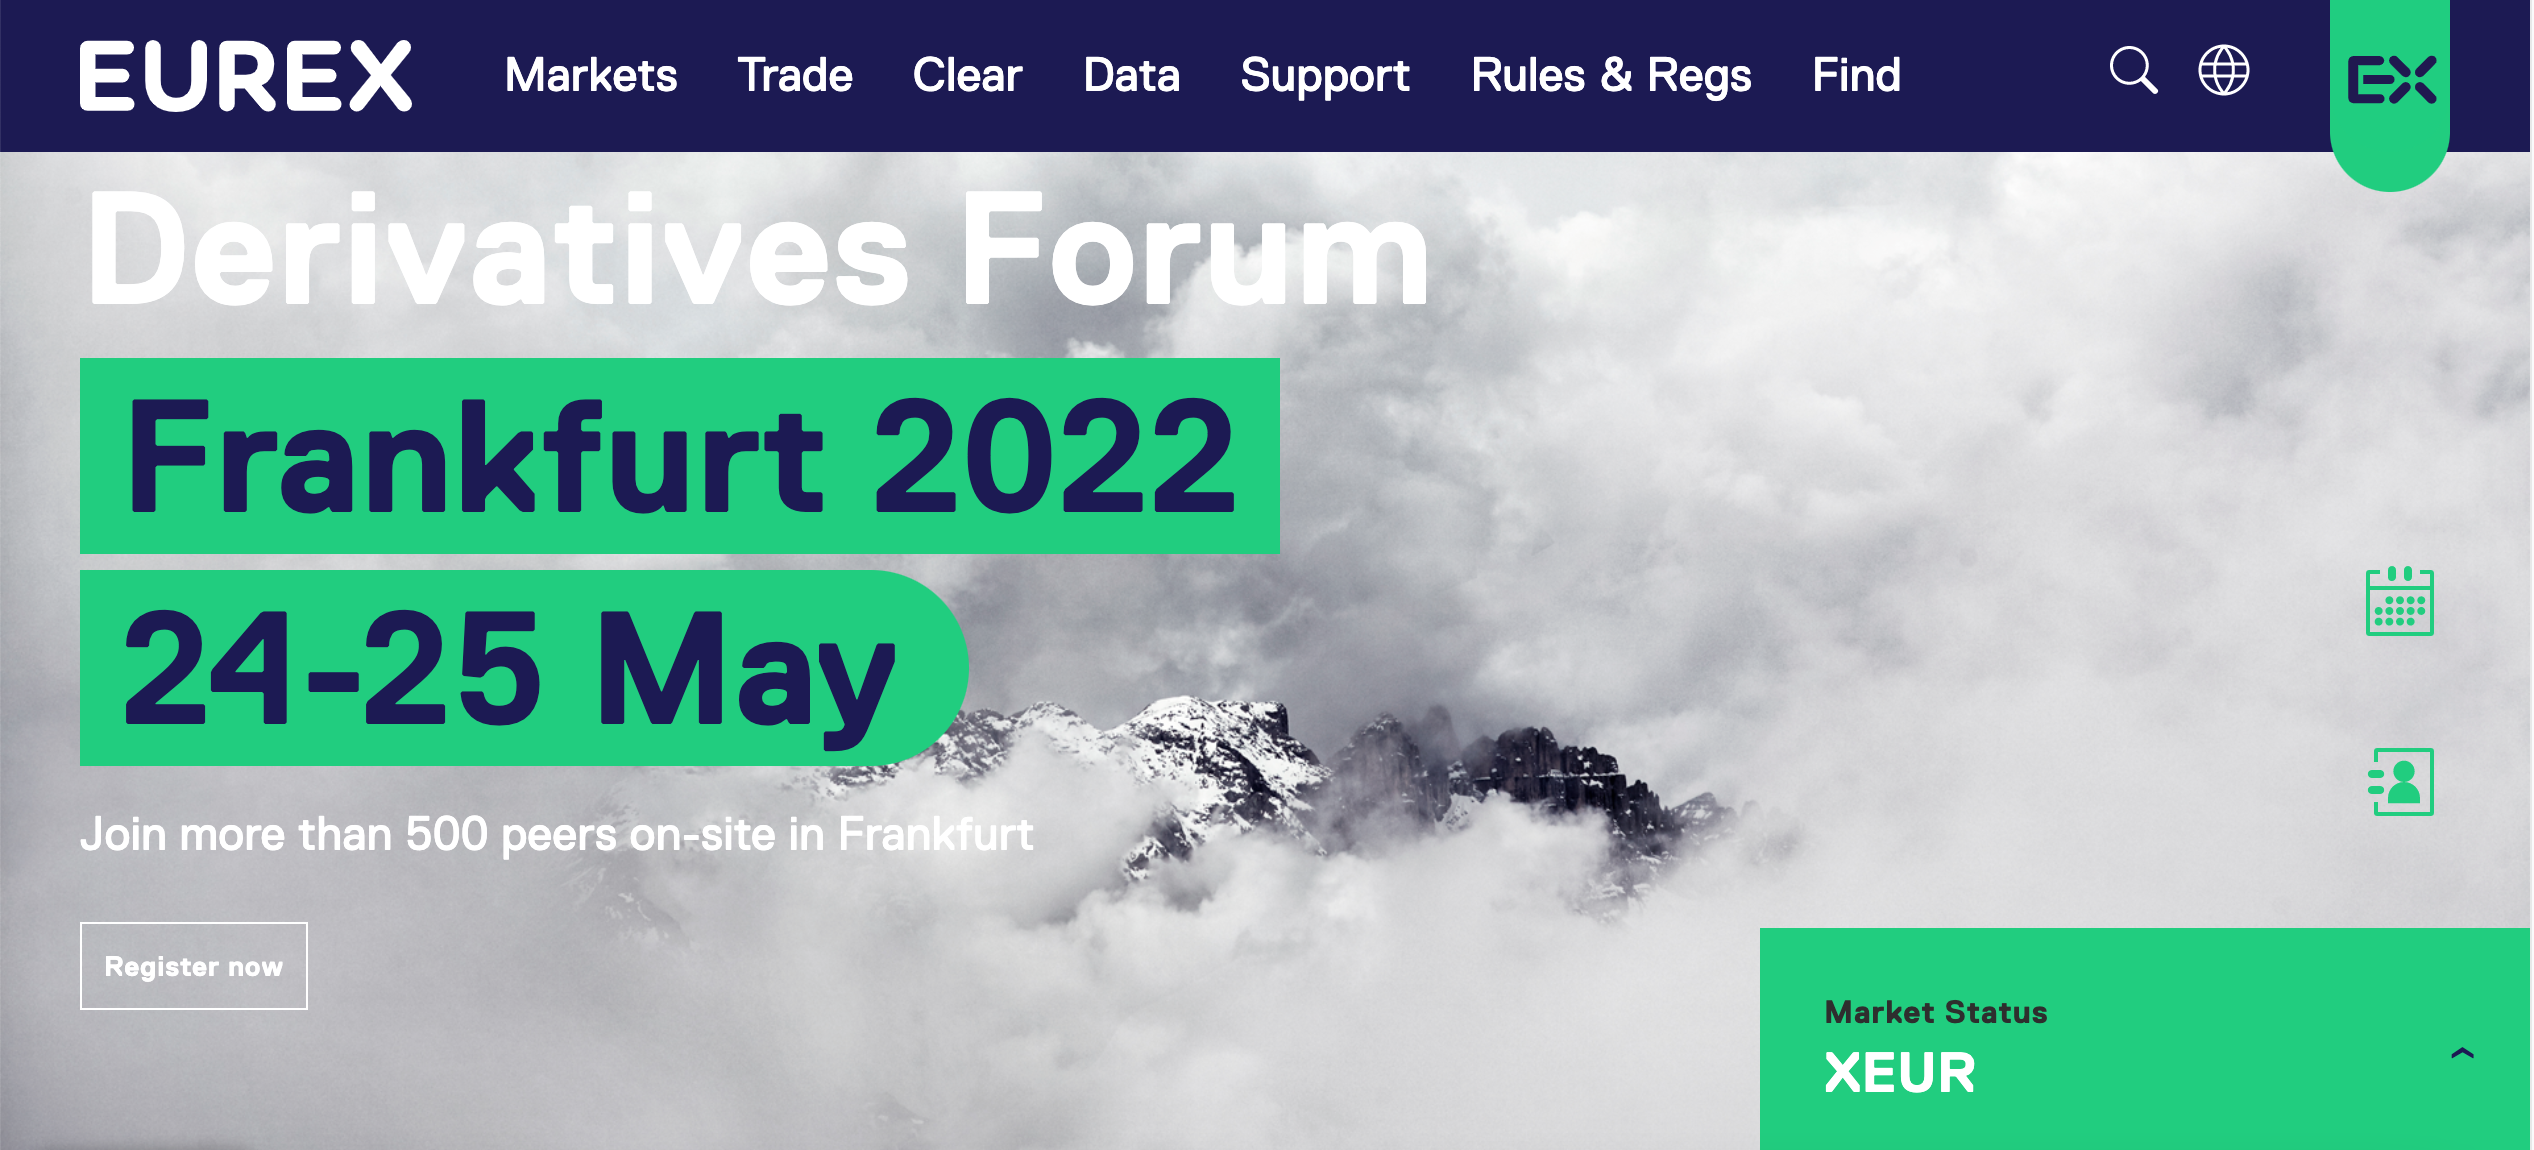 EUREX
Markets Trade Clear Data Support Rules & Regs Find
EX
Derivatives Forum
Frankfurt 2022
24-25 May
Join more than 500 peers on-site in Frankfurt
Register now
Market Status
XEUR